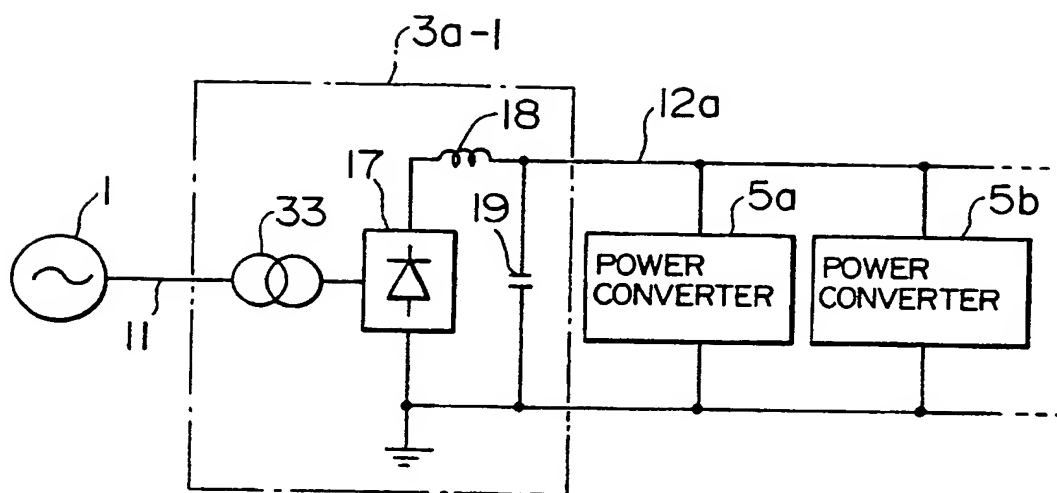 3a-1
18
12a
17
1
33
19
5a
5b
POWER
CONVERTER
POWER
CONVERTER
11